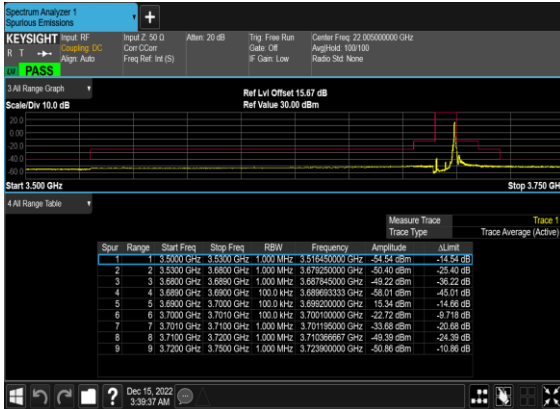 Spectrum Analyzer 1
Spurious Emissions
KEYSIGHT
R T
PASS
Input: RF
Coupling: DC
Align: Auto
Input Z: 50 Ω
Corr CCorr
Freq Ref: Int (S)
Atten: 20 dB
Trig: Free Run
Gate: Off
IF Gain: Low
Center Freq: 22.005000000 GHz
Avg|Hold: 100/100
Radio Std: None
3 All Range Graph
Scale/Div 10.0 dB
Ref Lvl Offset 15.67 dB
Ref Value 30.00 dBm
20.0
0.00
-20.0
-40.0
-60.0
Start 3.500 GHz
Stop 3.750 GH
4 All Range Table
Measure Trace Trace 1
Trace Type Trace Average (Active)
Spur Range Start Freq Stop Freq RBW Frequency Amplitude ΔLimit
1 1 3.5000 GHz 3.5300 GHz 1.000 MHz 3.516450000 GHz -54.54 dBm -14.54 dB
2 2 3.5300 GHz 3.6800 GHz 1.000 MHz 3.679250000 GHz -50.40 dBm -25.40 dB
3 3 3.6800 GHz 3.6890 GHz 1.000 MHz 3.687845000 GHz -49.22 dBm -36.22 dB
4 4 3.6890 GHz 3.6900 GHz 100.0 kHz 3.689693333 GHz -58.01 dBm -45.01 dB
5 5 3.6900 GHz 3.7000 GHz 100.0 kHz 3.699200000 GHz 15.34 dBm -14.66 dB
6 6 3.7000 GHz 3.7010 GHz 100.0 kHz 3.700100000 GHz -22.72 dBm -9.718 dB
7 7 3.7010 GHz 3.7100 GHz 1.000 MHz 3.701195000 GHz -33.68 dBm -20.68 dB
8 8 3.7100 GHz 3.7200 GHz 1.000 MHz 3.710366667 GHz -49.39 dBm -24.39 dB
9 9 3.7200 GHz 3.7500 GHz 1.000 MHz 3.723900000 GHz -50.86 dBm -10.86 dB
Dec 15, 2022
3:39:37 AM